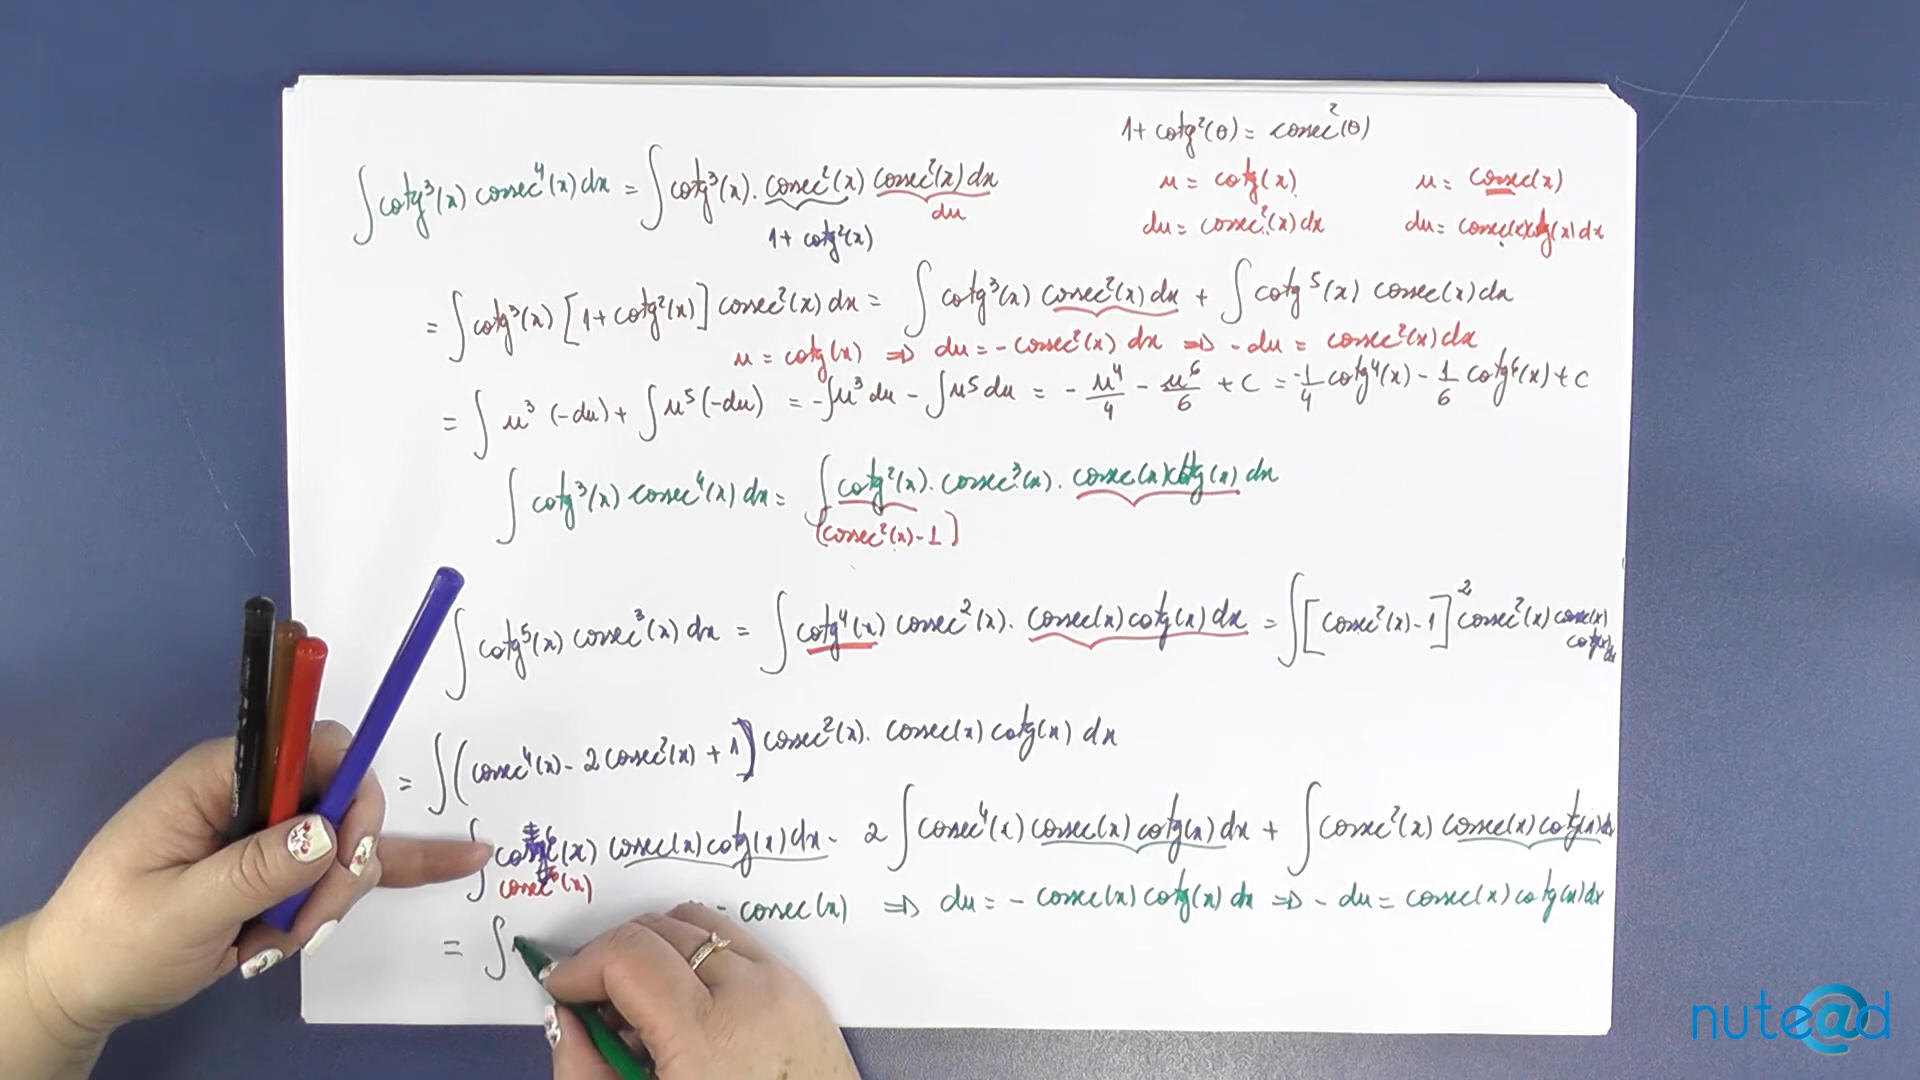 1 + cotg²(θ) = cossec²(θ)
∫ cotg³(x) cossec⁴(x) dx = ∫ cotg³(x) . cossec²(x) cossec²(x) dx
du
1 + cotg²(x)
u = cotg(x)
du = cossec²(x) dx
u = cossec(x)
du = cossec(x) cotg(x) dx
= ∫ cotg³(x) [1 + cotg²(x)] cossec²(x) dx = ∫ cotg³(x) cossec²(x) dx + ∫ cotg⁵(x) cossec(x) dx
u = cotg(x) ⇒ du = - cossec²(x) dx ⇒ - du = cossec²(x) dx
= ∫ u³ (-du) + ∫ u⁵ (-du) = - ∫ u³ du - ∫ u⁵ du = - u⁴/4 - u⁶/6 + C = -1/4 cotg⁴(x) - 1/6 cotg⁶(x) + C
∫ cotg³(x) cossec⁴(x) dx = ∫ cotg²(x) . cossec³(x) . cossec(x) cotg(x) dx
(cossec²(x) - 1]
∫ cotg⁵(x) cossec³(x) dx = ∫ cotg⁴(x) cossec²(x) . cossec(x) cotg(x) dx = ∫ [cossec²(x) - 1]² cossec²(x) cossec(x) cotg(x) dx
= ∫ (cossec⁴(x) - 2 cossec²(x) + 1] cossec²(x) . cossec(x) cotg(x) dx
∫ (x) cossec(x) cotg(x) dx - 2 ∫ cossec⁴(x) cossec(x) cotg(x) dx + ∫ cossec²(x) cossec(x) cotg(x) dx
cossec⁶(x)
= cossec(x) ⇒ du = - cossec(x) cotg(x) dx ⇒ - du = cossec(x) cotg(x) dx
= ∫
nute@d